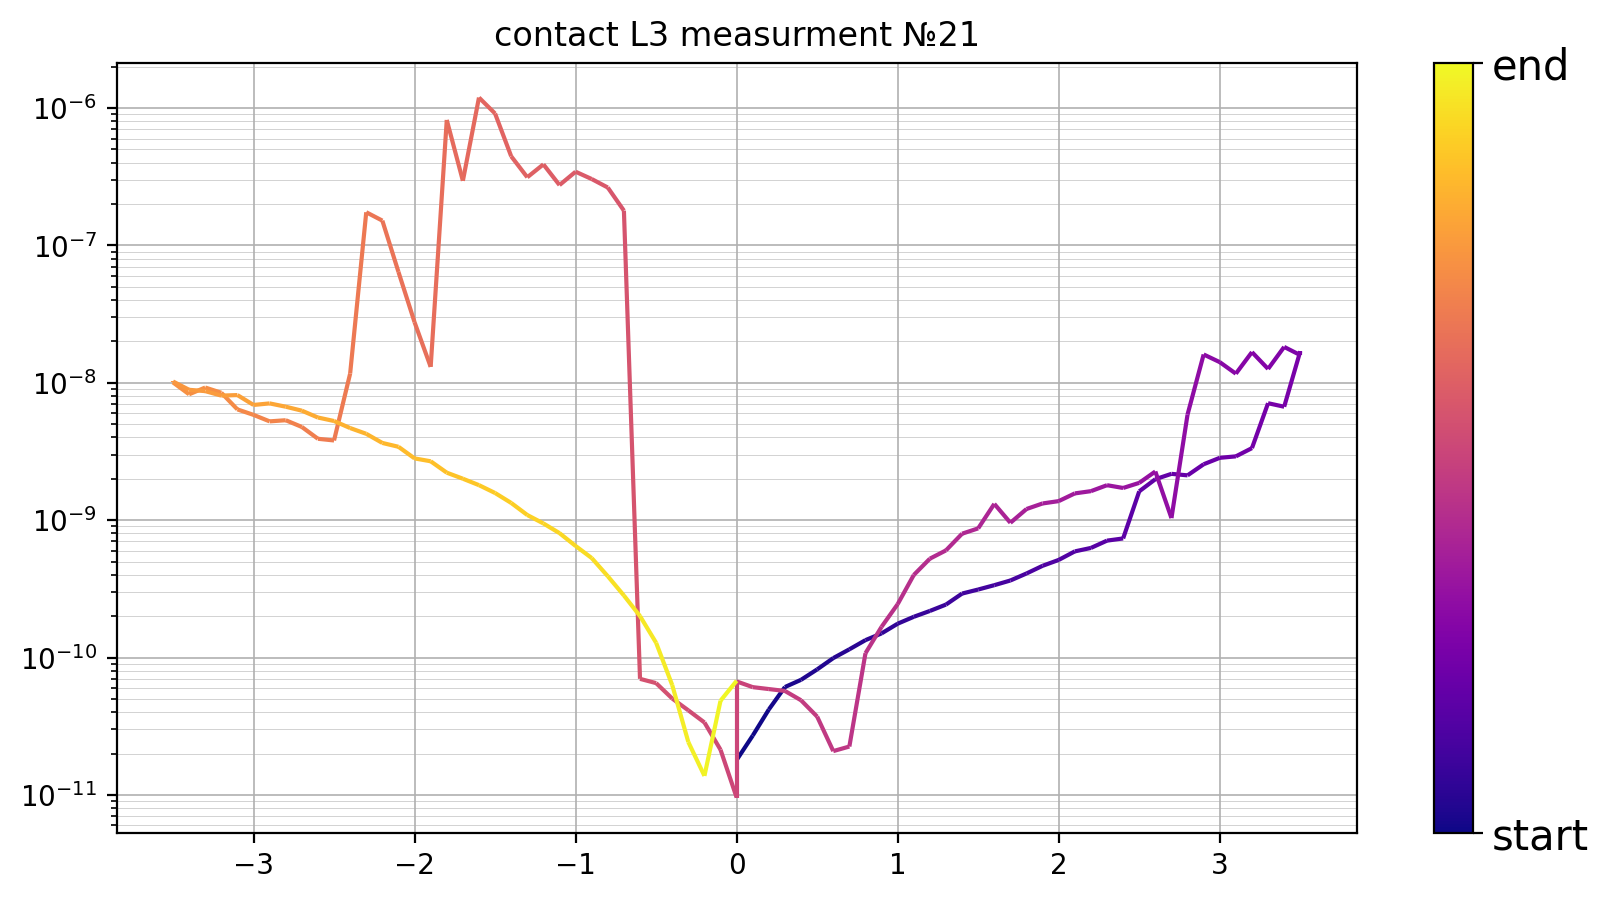 contact L3 measurment №21
10⁻⁶
10⁻⁷
10⁻⁸
10⁻⁹
10⁻¹⁰
10⁻¹¹
−3 −2 −1 0 1 2 3
end
start